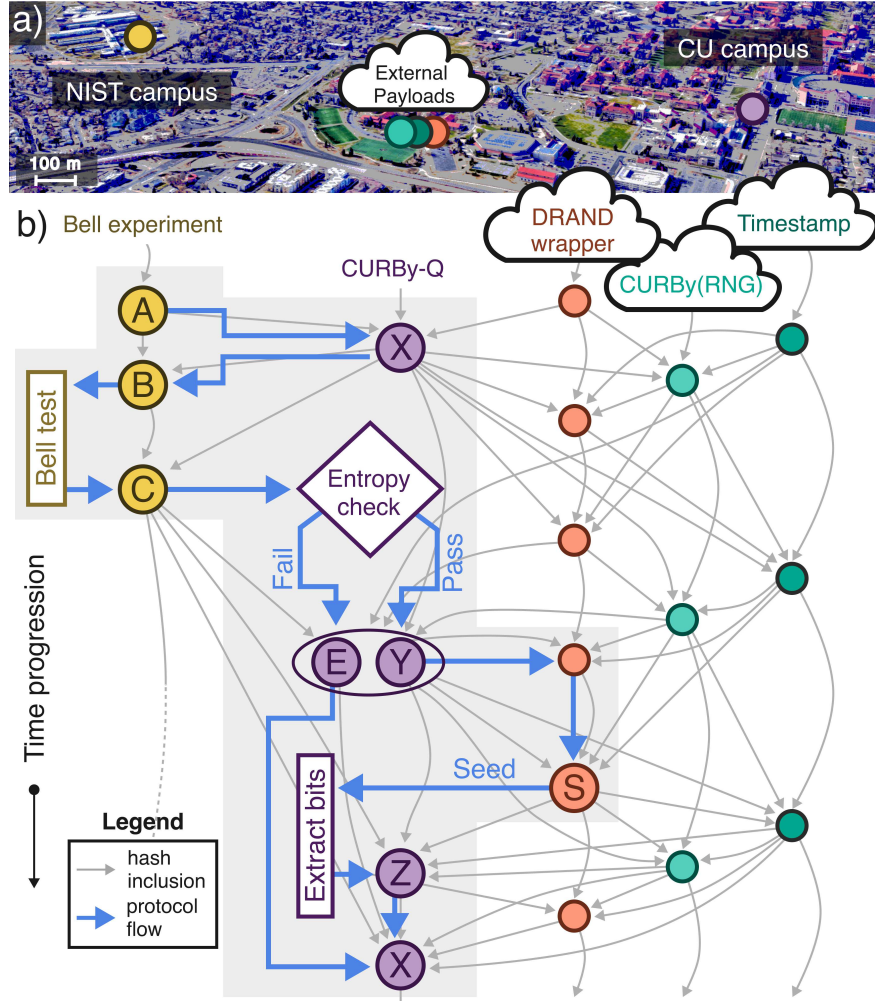 a)
NIST campus
External
Payloads
CU campus
100 m
b)
Bell experiment
CURBy-Q
DRAND
wrapper
CURBy(RNG)
Timestamp
A
X
B
Bell test
C
Entropy
check
Fail
Pass
E
Y
Time progression
Seed
S
Extract bits
Z
X
Legend
hash
inclusion
protocol
flow